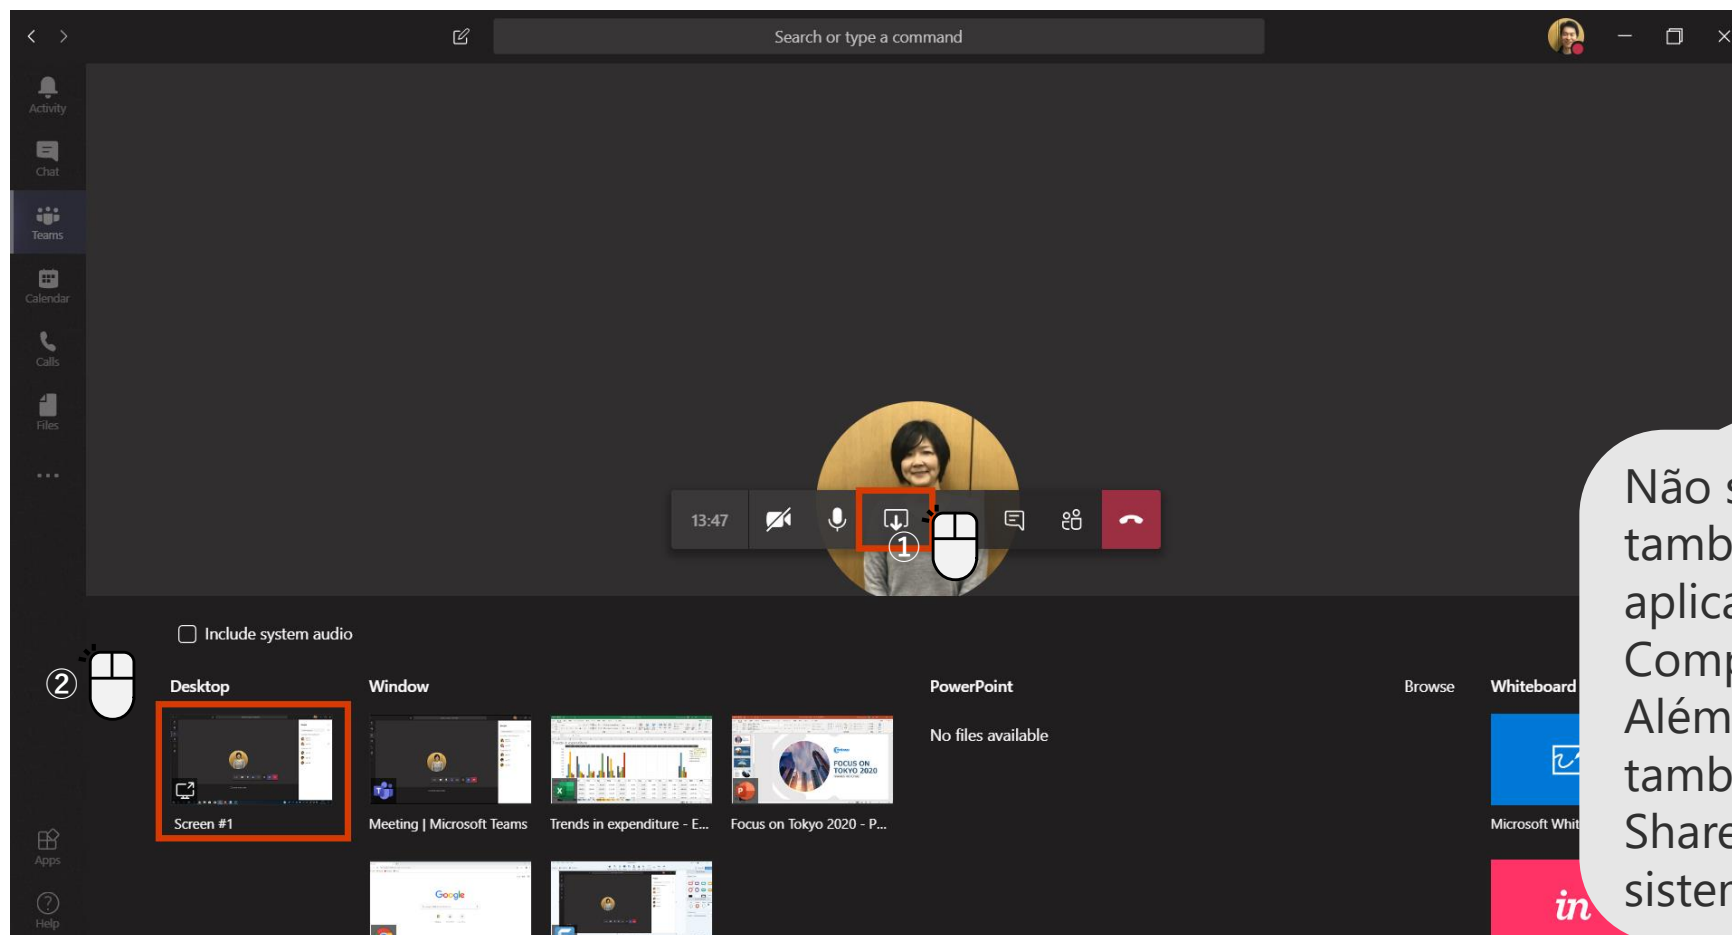 Search or type a command
Activity
Chat
Teams
Calendar
Calls
Files
Apps
Help
13:47
①
②
Include system audio
Desktop
Window
PowerPoint
Browse
Whiteboard
No files available
FOCUS ON
TOKYO 2020
Screen #1
Meeting | Microsoft Teams
Trends in expenditure - E...
Focus on Tokyo 2020 - P...
Microsoft Whit
Google
in
Não s
tamb
aplica
Comp
Além
tamb
Share
sister